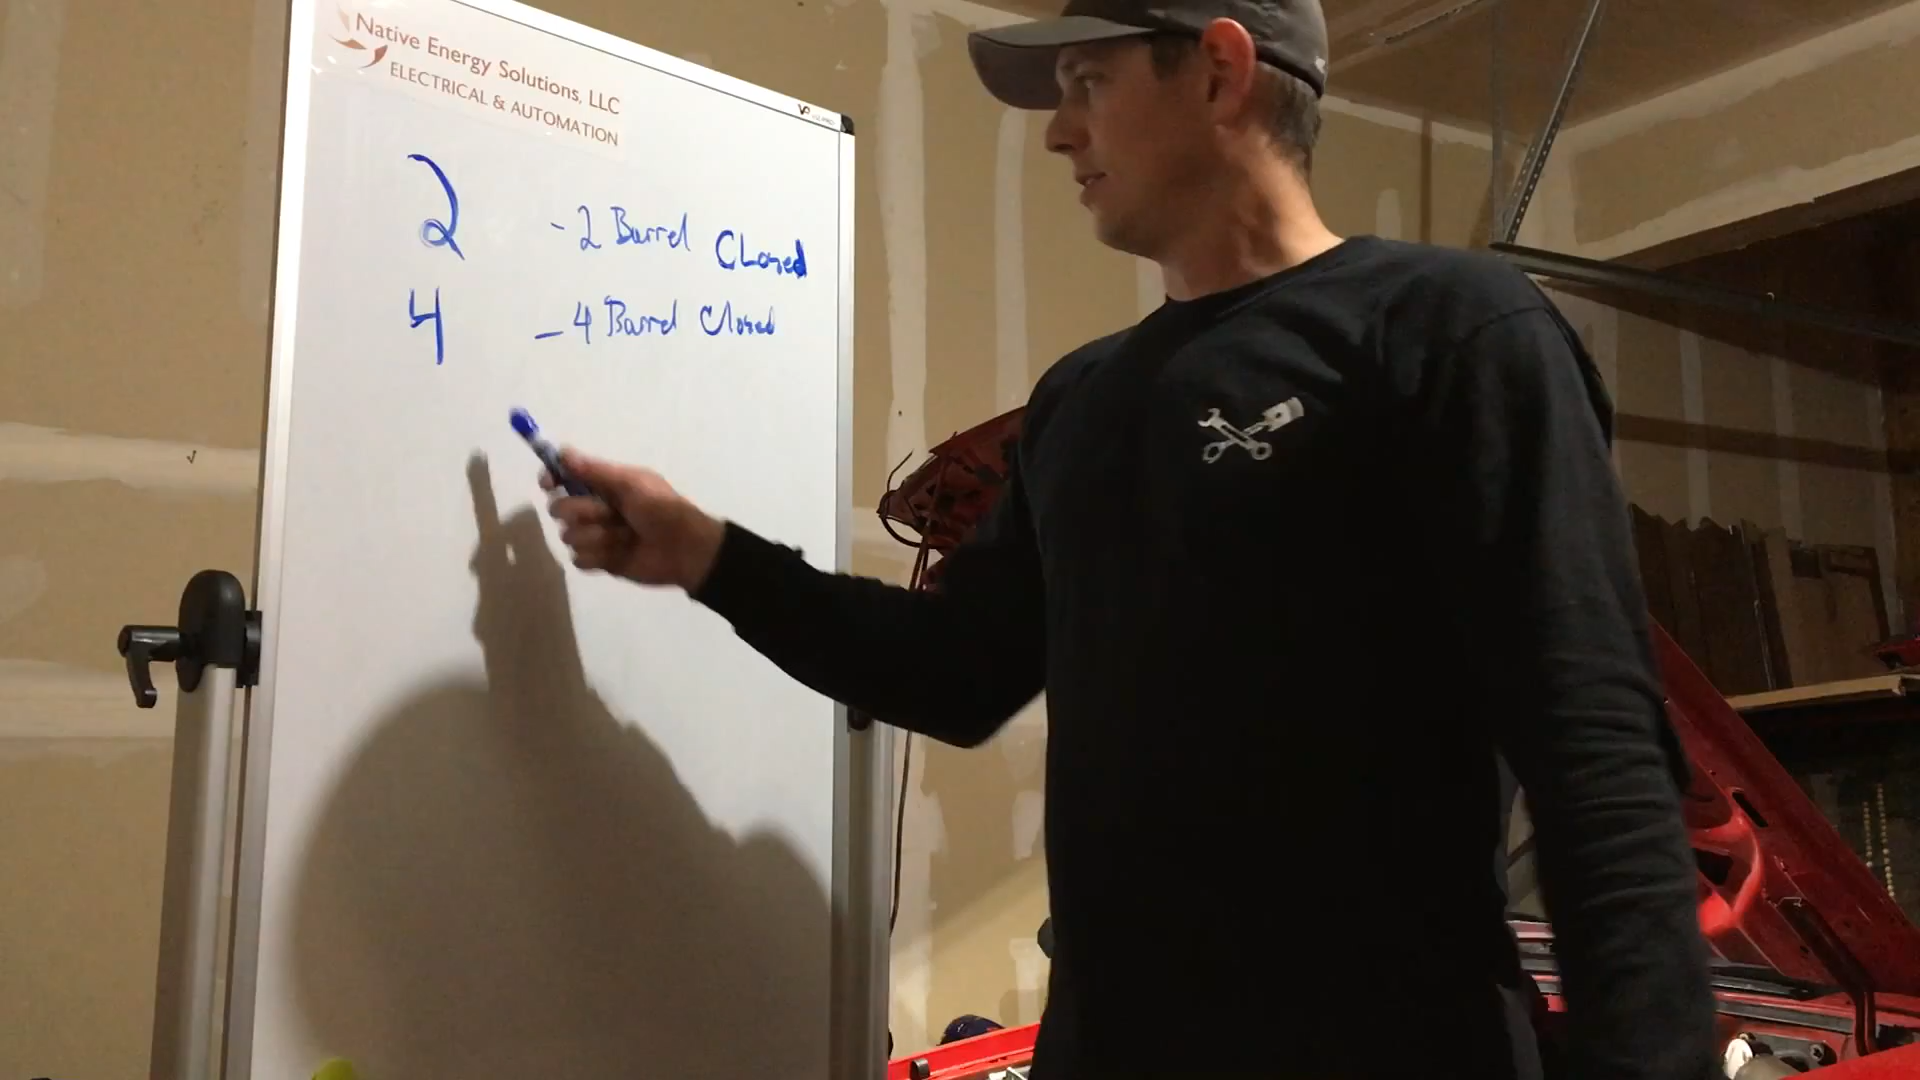 Native Energy Solutions, LLC
ELECTRICAL & AUTOMATION
2 - 2 Barrel Closed
4 - 4 Barrel Closed